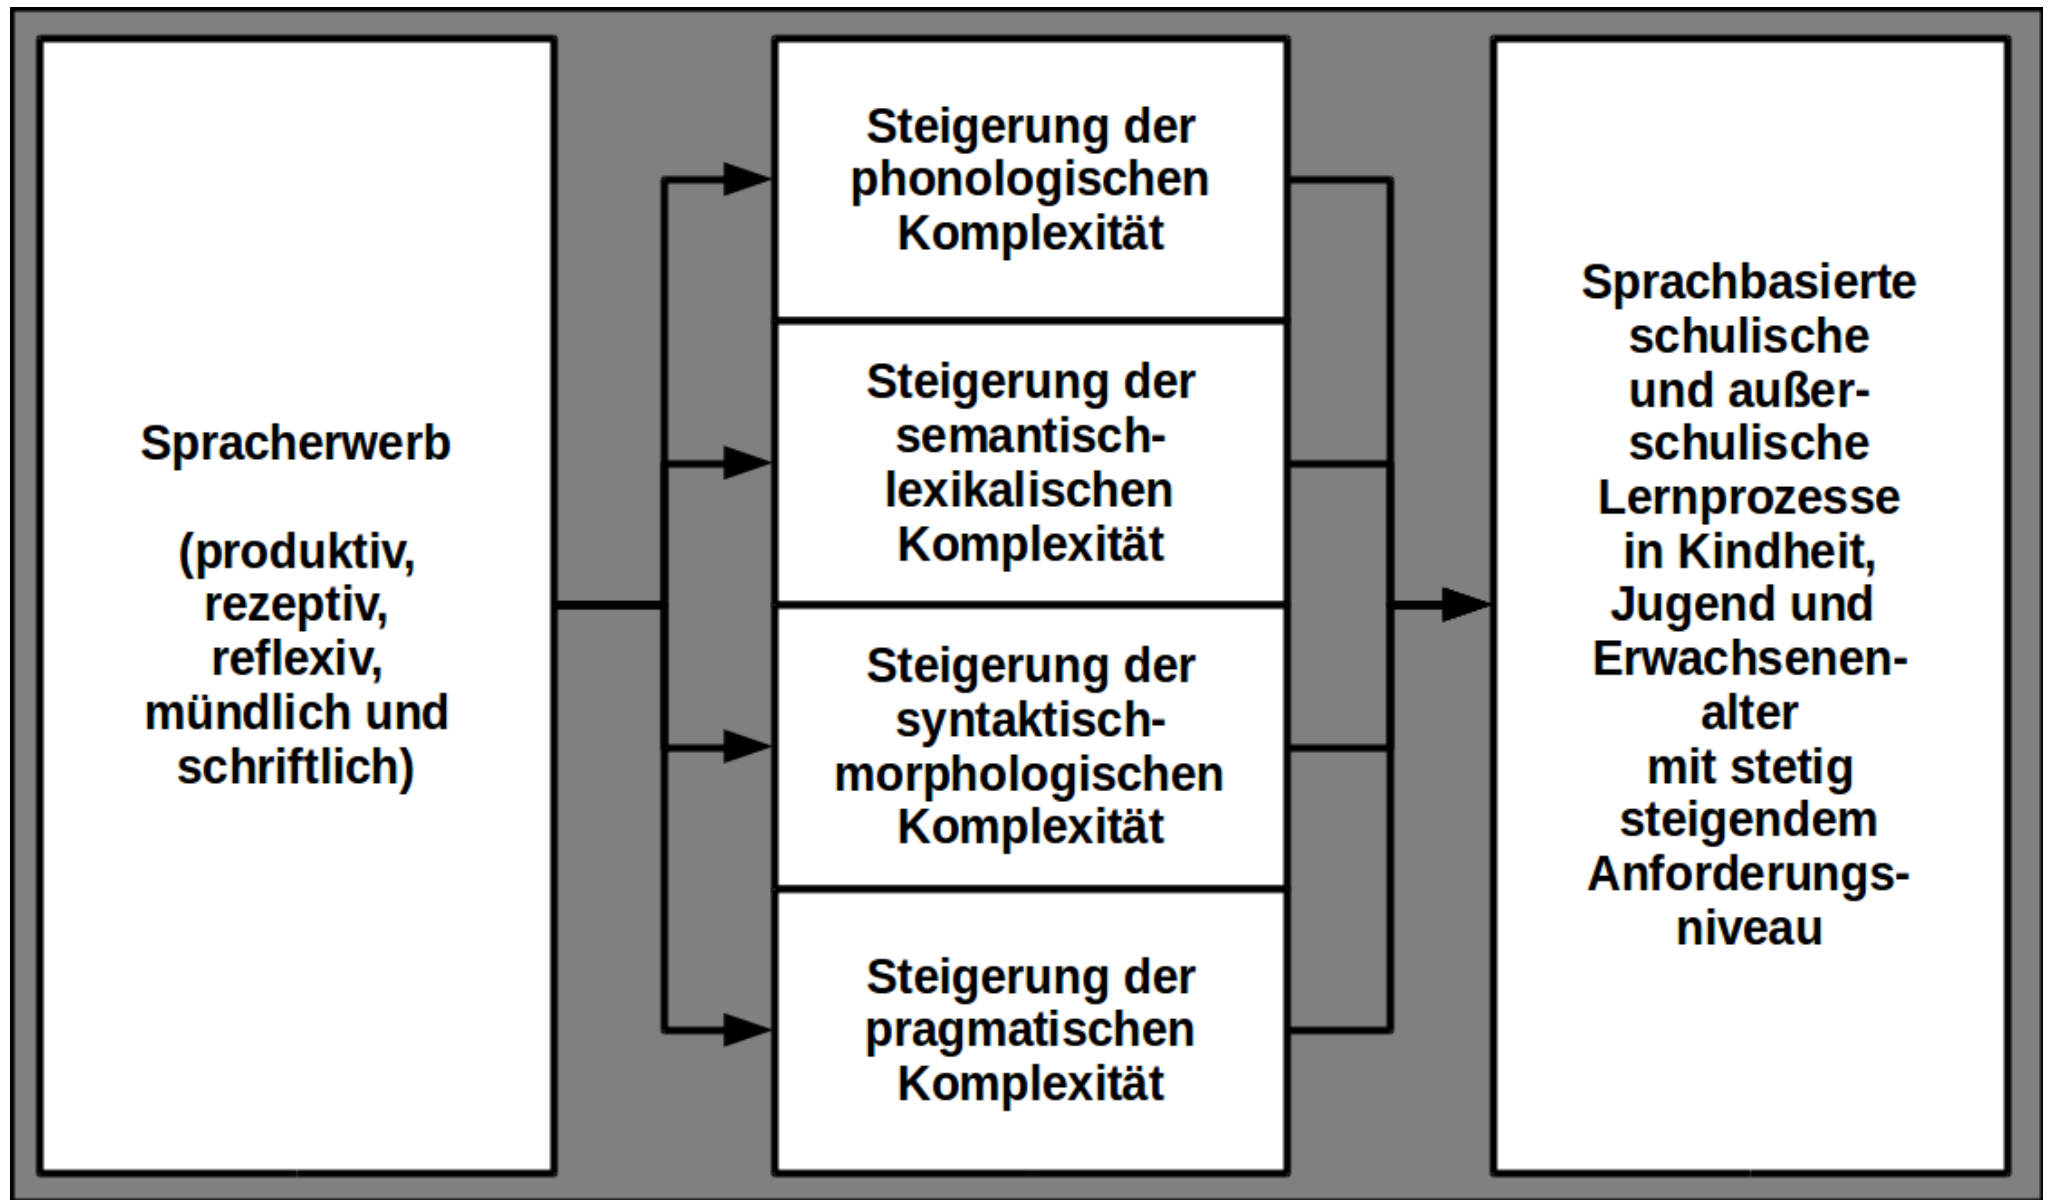 Spracherwerb
(produktiv,
rezeptiv,
reflexiv,
mündlich und
schriftlich)
Steigerung der
phonologischen
Komplexität
Steigerung der
semantisch-
lexikalischen
Komplexität
Steigerung der
syntaktisch-
morphologischen
Komplexität
Steigerung der
pragmatischen
Komplexität
Sprachbasierte
schulische
und außer-
schulische
Lernprozesse
in Kindheit,
Jugend und
Erwachsenen-
alter
mit stetig
steigendem
Anforderungs-
niveau